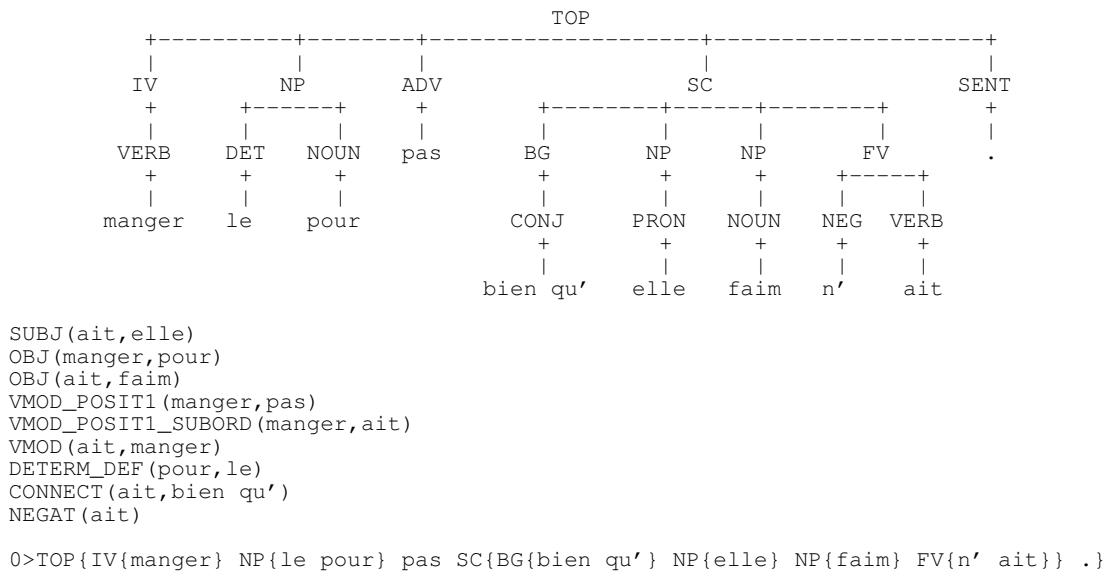 TOP
IV NP ADV SC SENT
VERB DET NOUN pas BG NP NP FV .
manger le pour CONJ PRON NOUN NEG VERB
bien qu' elle faim n' ait
SUBJ(ait,elle)
OBJ(manger,pour)
OBJ(ait,faim)
VMOD_POSIT1(manger,pas)
VMOD_POSIT1_SUBORD(manger,ait)
VMOD(ait,manger)
DETERM_DEF(pour,le)
CONNECT(ait,bien qu')
NEGAT(ait)
0>TOP{IV{manger} NP{le pour} pas SC{BG{bien qu'} NP{elle} NP{faim} FV{n' ait}} .}